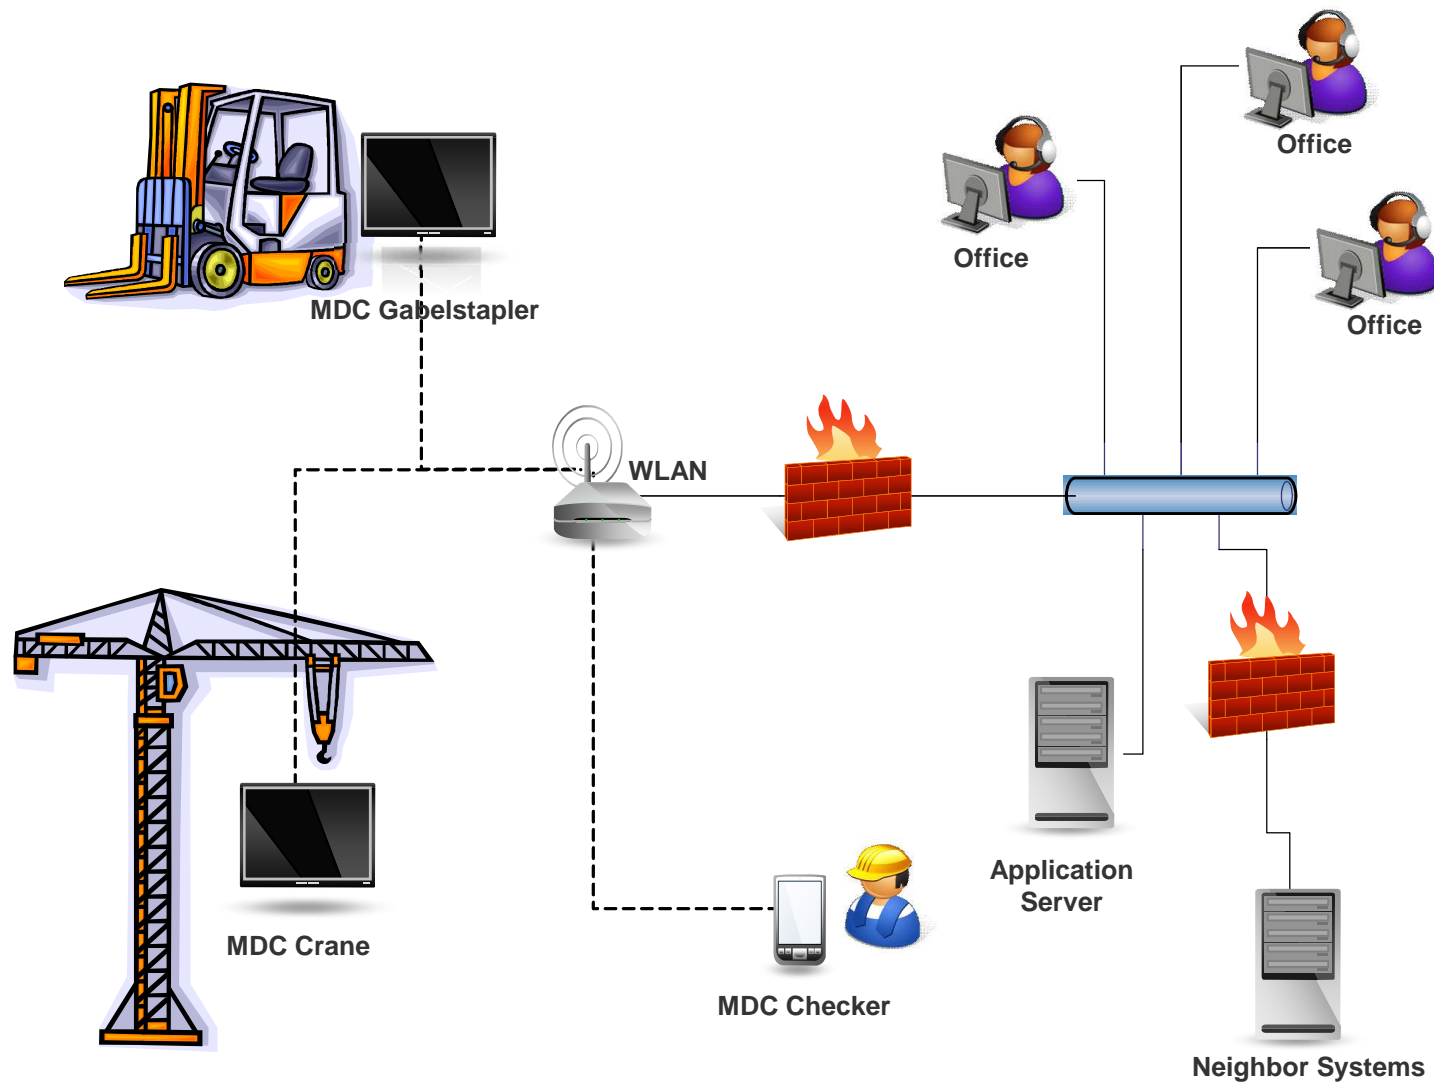 Office
Office
MDC Gabelstapler
Office
WLAN
Application
Server
MDC Crane
MDC Checker
Neighbor Systems